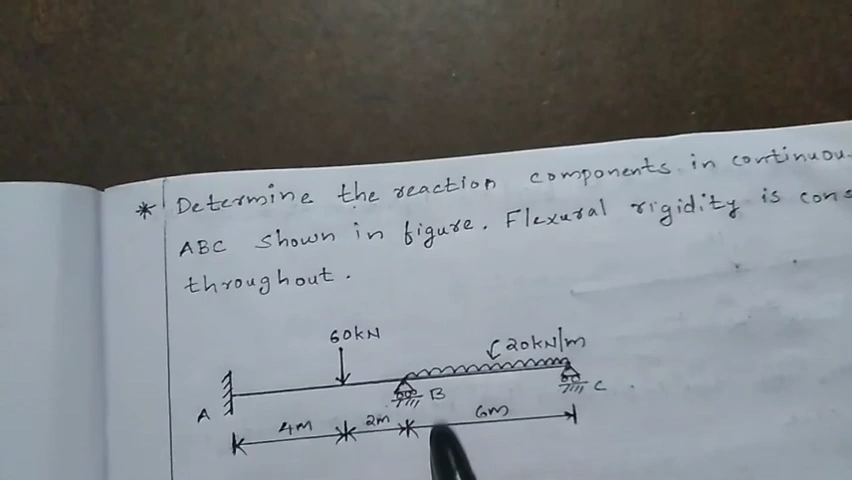 * Determine the reaction components in continuou
ABC shown in figure. Flexural rigidity is cons
throughout.
60kN
20kN/m
A
B
C
4m
2m
6m